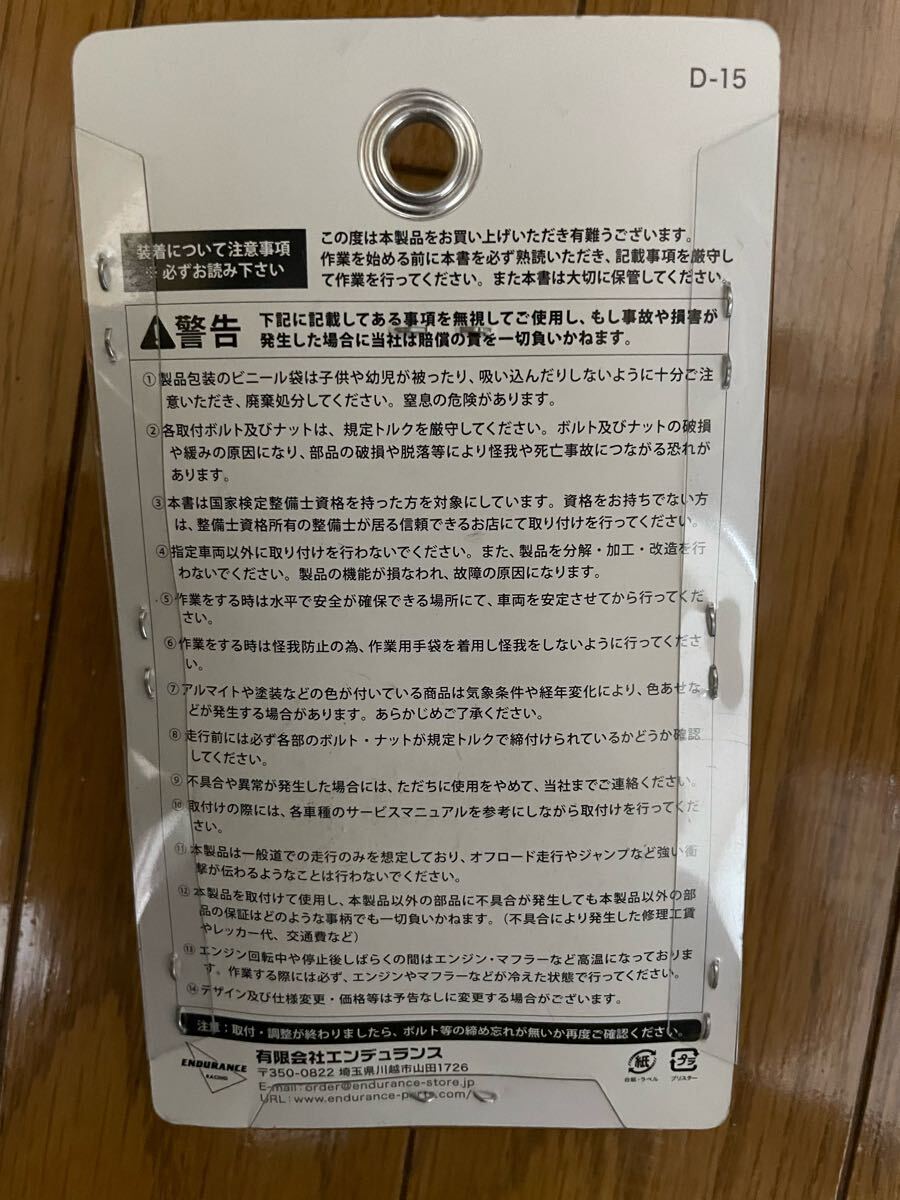 D-15
装着について注意事項
※必ずお読み下さい
この度は本製品をお買い上げいただき有難うございます。
作業を始める前に本書を必ず熟読いただき、記載事項を厳守し
て作業を行ってください。また本書は大切に保管してください。
警告
下記に記載してある事項を無視してご使用し、もし事故や損害が
発生した場合に当社は賠償の責を一切負いかねます。
①製品包装のビニール袋は子供や幼児が被ったり、吸い込んだりしないように十分ご注
意いただき、廃棄処分してください。窒息の危険があります。
②各取付ボルト及びナットは、規定トルクを厳守してください。ボルト及びナットの破損
や緩みの原因になり、部品の破損や脱落等により怪我や死亡事故につながる恐れが
あります。
③本書は国家検定整備士資格を持った方を対象にしています。資格をお持ちでない方
は、整備士資格所有の整備士が居る信頼できるお店にて取り付けを行ってください。
④指定車両以外に取り付けを行わないでください。また、製品を分解・加工・改造を行
わないでください。製品の機能が損なわれ、故障の原因になります。
⑤作業をする時は水平で安全が確保できる場所にて、車両を安定させてから行ってくだ
さい。
⑥作業をする時は怪我防止の為、作業用手袋を着用し怪我をしないように行ってくださ
い。
⑦アルマイトや塗装などの色が付いている商品は気象条件や経年変化により、色あせな
どが発生する場合があります。あらかじめご了承ください。
⑧走行前には必ず各部のボルト・ナットが規定トルクで締付けられているかどうか確認
してください。
⑨不具合や異常が発生した場合には、ただちに使用をやめて、当社までご連絡ください。
⑩取付けの際には、各車種のサービスマニュアルを参考にしながら取付けを行ってくだ
さい。
⑪本製品は一般道での走行のみを想定しており、オフロード走行やジャンプなど強い衝
撃が伝わるようなことは行わないでください。
⑫本製品を取付けて使用し、本製品以外の部品に不具合が発生しても本製品以外の部
品の保証はどのような事柄でも一切負いかねます。（不具合により発生した修理工賃
やレッカー代、交通費など）
⑬エンジン回転中や停止後しばらくの間はエンジン・マフラーなど高温になっておりま
す。作業する際には必ず、エンジンやマフラーなどが冷えた状態で行ってください。
⑭デザイン及び仕様変更・価格等は予告なしに変更する場合がございます。
注意：取付・調整が終わりましたら、ボルト等の締め忘れが無いか再度ご確認ください。
ENDURANCE
RACING
有限会社エンデュランス
〒350-0822 埼玉県川越市山田1726
E-mail：order@endurance-store.jp
URL：www.endurance-parts.com/
紙
台紙・ラベル
プラ
ブリスター